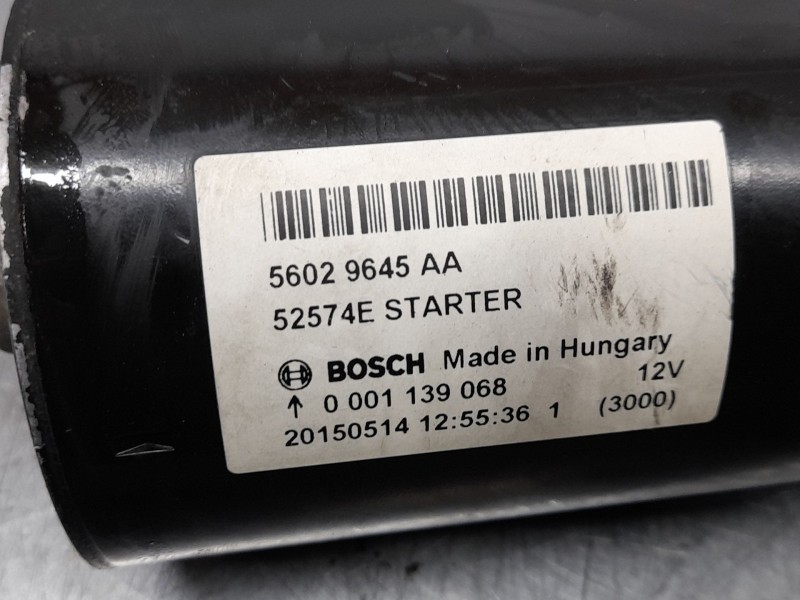 5602 9645 AA
52574E STARTER
BOSCH Made in Hungary
↑ 0 001 139 068 12V
20150514 12:55:36 1 (3000)